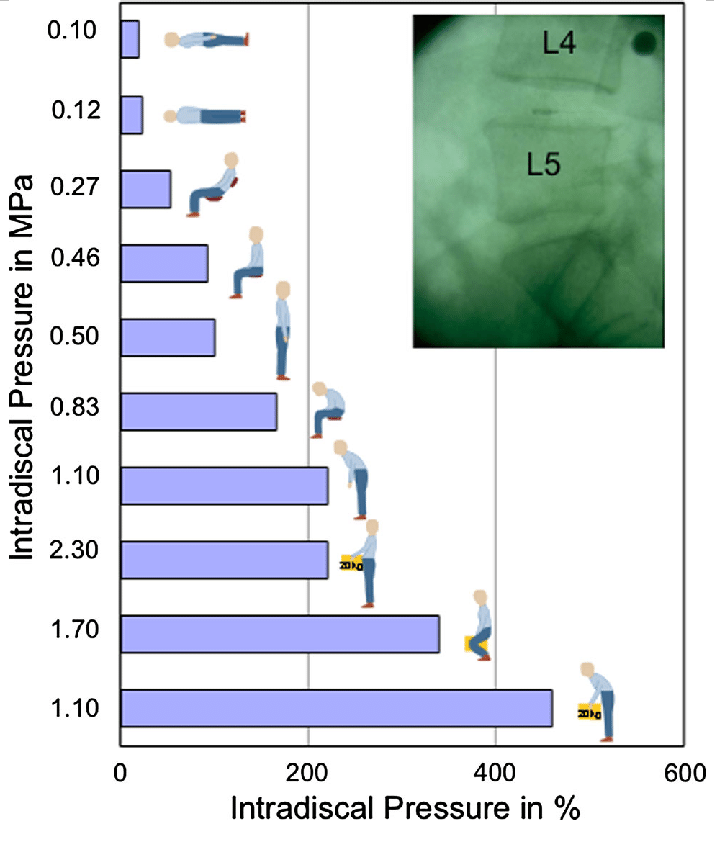 Intradiscal Pressure in MPa
0.10
0.12
0.27
0.46
0.50
0.83
1.10
2.30
1.70
1.10
L4
L5
20kg
20kg
0 200 400 600
Intradiscal Pressure in %